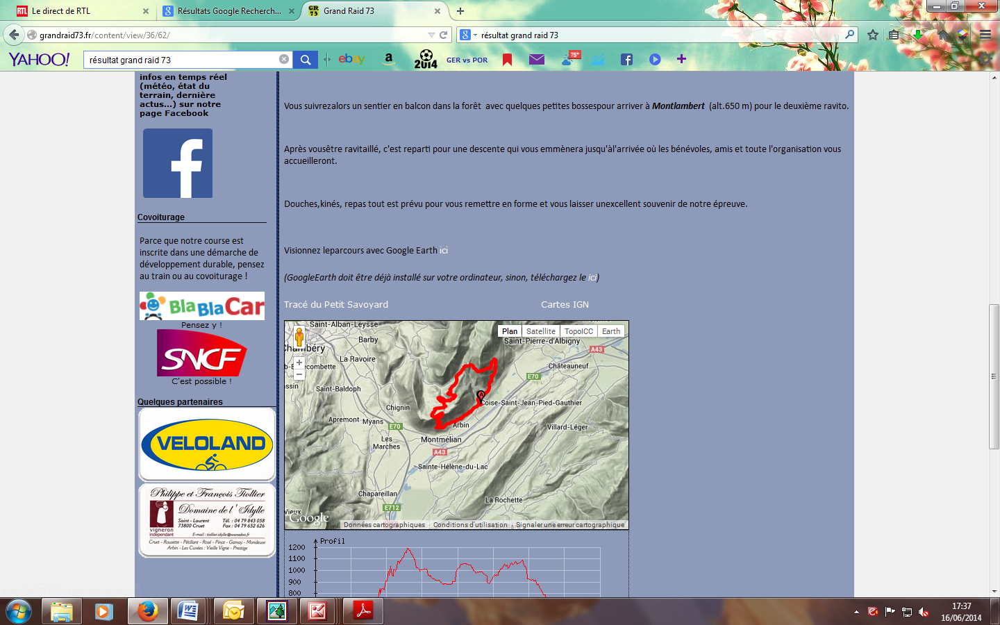 Le direct de RTL
Résultats Google Recherch...
Grand Raid 73
grandraid73.fr/content/view/36/62/
résultat grand raid 73
YAHOO!
résultat grand raid 73
ebay
2014
GER vs POR
75°
infos en temps réel
(météo, état du
terrain, dernière
actus...) sur notre
page Facebook
Covoiturage
Parce que notre course est
inscrite dans une démarche de
développement durable, pensez
au train ou au covoiturage !
BlaBlaCar
Pensez y !
SNCF
C'est possible !
Quelques partenaires
VELOLAND
Philippe et François Tiollier
Domaine de l'Idylle
Saint - Laurent
73800 Cruet
Tél. : 04 79 843 058
Fax : 04 79 652 626
vigneron
indépendant
E-mail : tiollier.idylle@wanadoo.fr
Cruet - Rousette - Pétillant - Rosé - Pinot - Gamay - Mondeuse
Arbin - Les Cuvées : Vieille Vigne - Prestige
Vous suivrezalors un sentier en balcon dans la forêt avec quelques petites bossespour arriver à Montlambert (alt.650 m) pour le deuxième ravito.
Après vousêtre ravitaillé, c'est reparti pour une descente qui vous emmènera jusqu'àl'arrivée où les bénévoles, amis et toute l'organisation vous
accueilleront.
Douches,kinés, repas tout est prévu pour vous remettre en forme et vous laisser unexcellent souvenir de notre épreuve.
Visionnez leparcours avec Google Earth ici
(GoogleEarth doit être déjà installé sur votre ordinateur, sinon, téléchargez le ici)
Tracé du Petit Savoyard
Cartes IGN
Plan
Satellite
TopoICC
Earth
Saint-Alban-Leysse
Barby
Chambéry
La Ravoire
Saint-Pierre-d'Albigny
A43
Châteauneuf
E70
Saint-Baldoph
Chignin
Coise-Saint-Jean-Pied-Gauthier
Apremont
Myans
E70
Arbin
Villard-Léger
Les
Marches
Montmélian
A43
Sainte-Hélène-du-Lac
Chapareillan
La Rochette
E712
Google
Données cartographiques
Conditions d'utilisation
Signaler une erreur cartographique
Profil
1200
1100
1000
900
800
17:37
16/06/2014